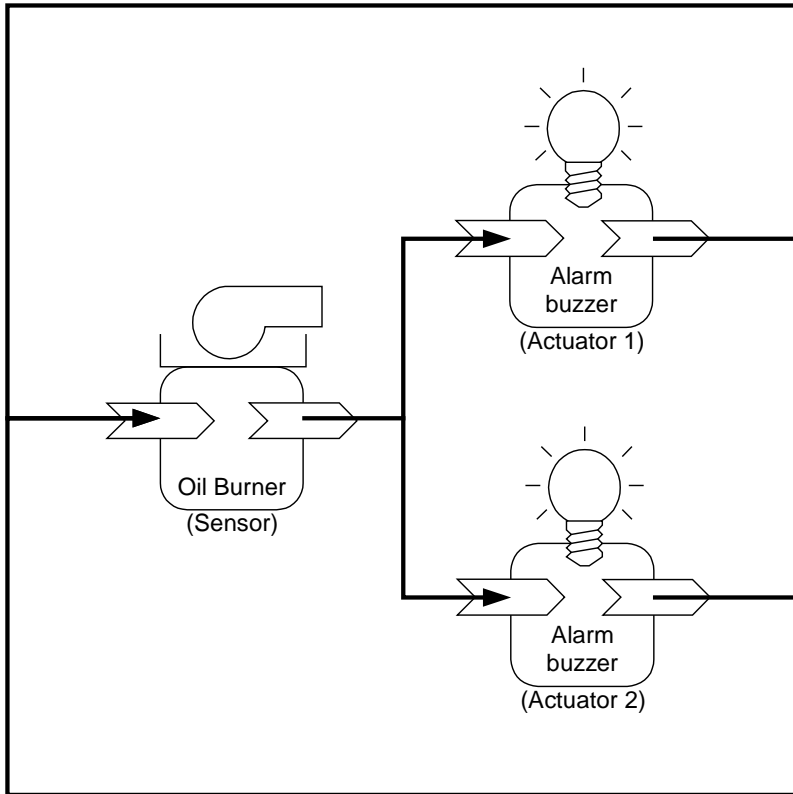 Alarm
buzzer
(Actuator 1)
Oil Burner
(Sensor)
Alarm
buzzer
(Actuator 2)